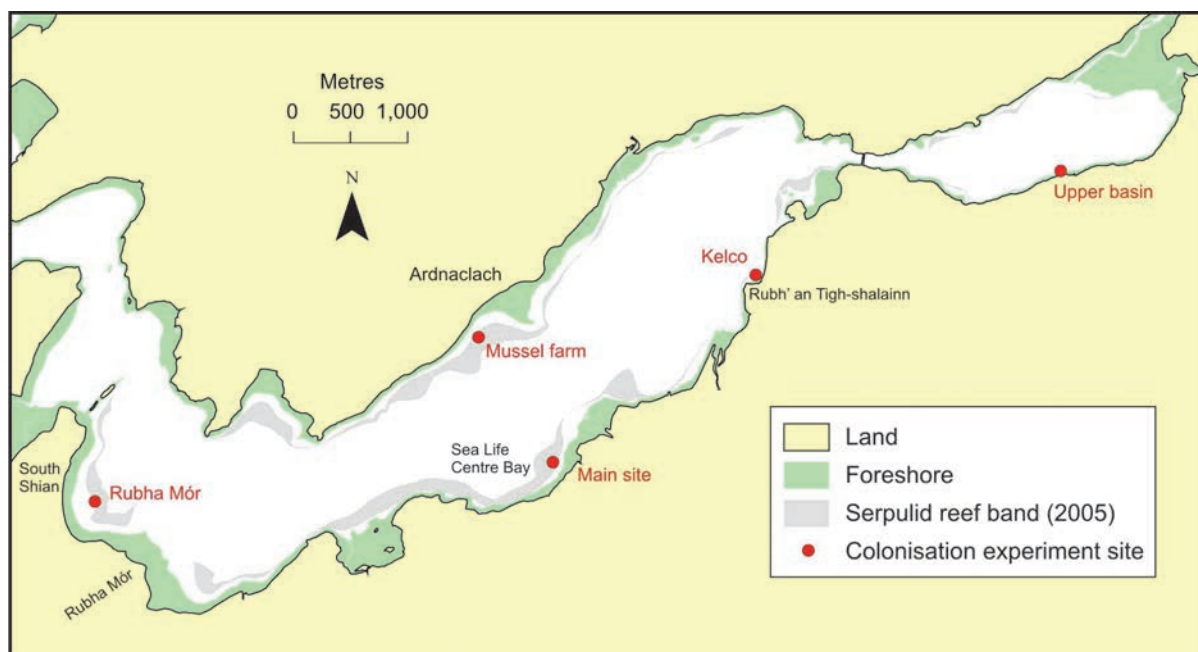 Metres
0 500 1,000
N
Upper basin
Kelco
Rubh' an Tigh-shalainn
Ardnaclach
Mussel farm
Sea Life
Centre Bay
Main site
South
Shian
Rubha Mór
Rubha Mór
Land
Foreshore
Serpulid reef band (2005)
Colonisation experiment site